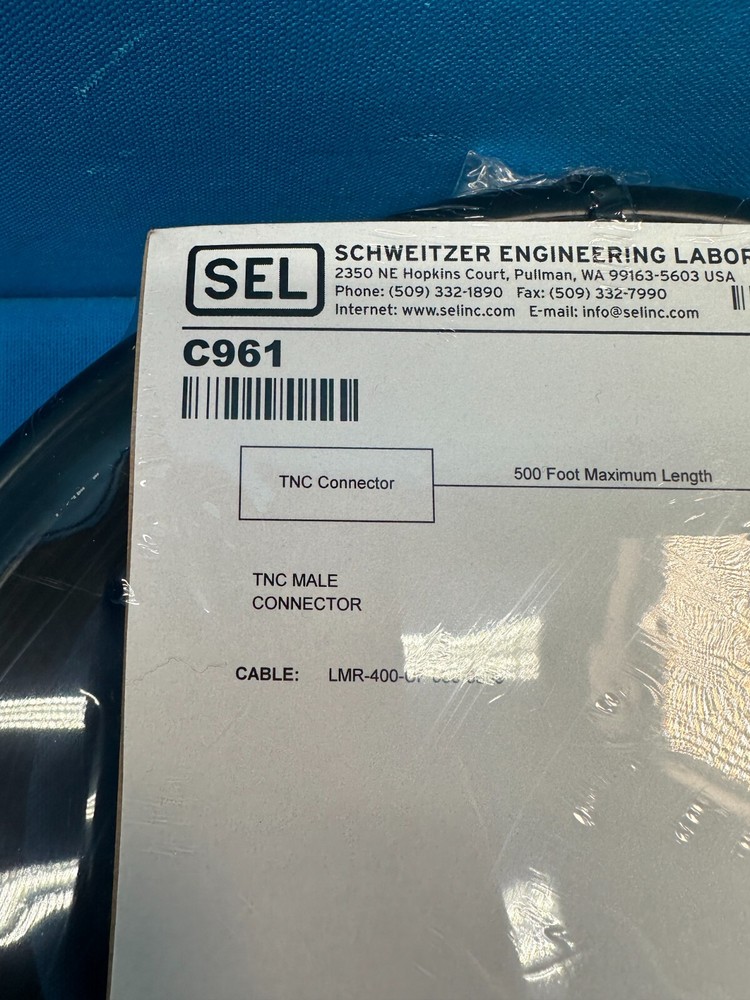 SEL
SCHWEITZER ENGINEERING LABOR
2350 NE Hopkins Court, Pullman, WA 99163-5603 USA
Phone: (509) 332-1890 Fax: (509) 332-7990
Internet: www.selinc.com E-mail: info@selinc.com
C961
TNC Connector
500 Foot Maximum Length
TNC MALE
CONNECTOR
CABLE: LMR-400-